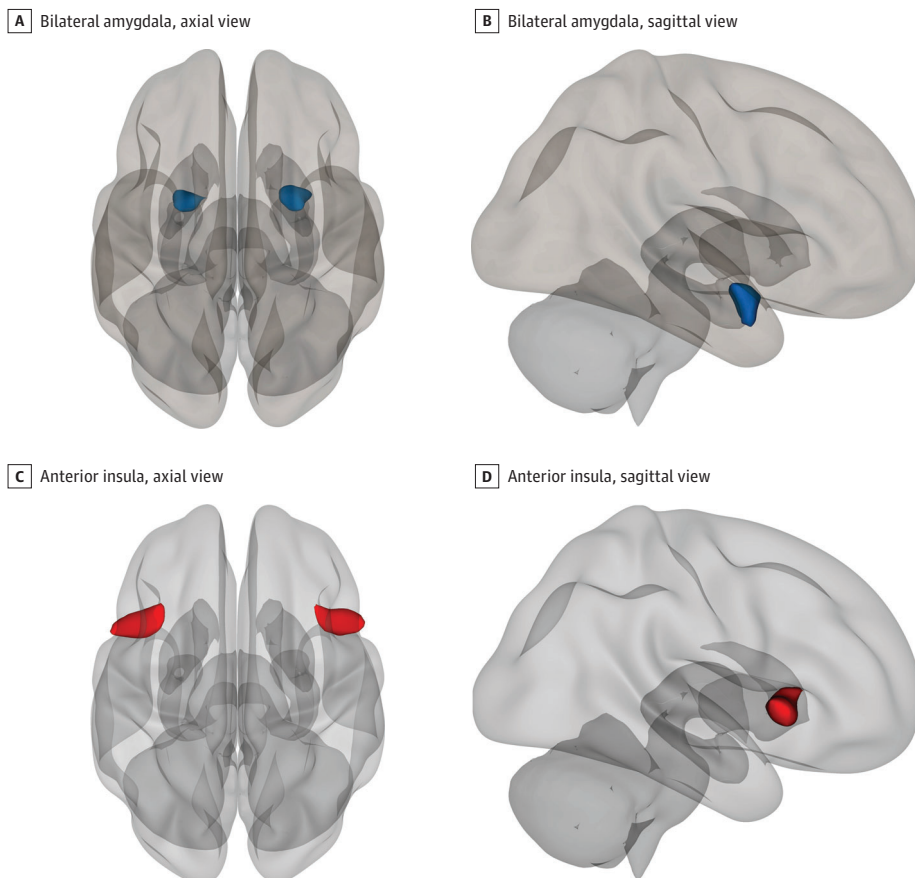 A Bilateral amygdala, axial view
B Bilateral amygdala, sagittal view
C Anterior insula, axial view
D Anterior insula, sagittal view